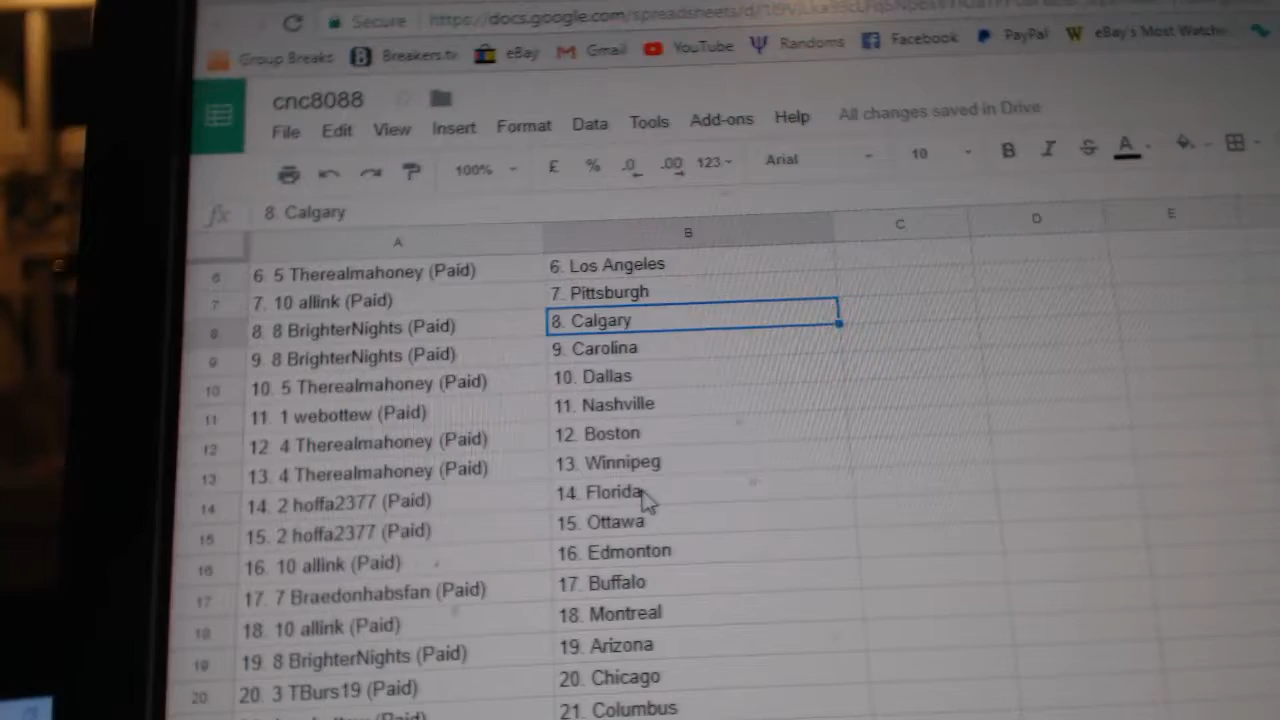 Secure https://docs.google.com/spreadsheets/d/
Group Breaks Breakers.tv eBay Gmail YouTube Randoms Facebook PayPal eBay's Most Watche
cnc8088
File Edit View Insert Format Data Tools Add-ons Help All changes saved in Drive
100% £ % .0 .00 123 Arial 10 B I S A
fx 8. Calgary
A B C D E
6 6. 5 Therealmahoney (Paid) 6. Los Angeles
7 7. 10 allink (Paid) 7. Pittsburgh
8 8. 8 BrighterNights (Paid) 8. Calgary
9 9. 8 BrighterNights (Paid) 9. Carolina
10 10. 5 Therealmahoney (Paid) 10. Dallas
11 11. 1 webottew (Paid) 11. Nashville
12 12. 4 Therealmahoney (Paid) 12. Boston
13 13. 4 Therealmahoney (Paid) 13. Winnipeg
14 14. 2 hoffa2377 (Paid) 14. Florida
15 15. 2 hoffa2377 (Paid) 15. Ottawa
16 16. 10 allink (Paid) 16. Edmonton
17 17. 7 Braedonhabsfan (Paid) 17. Buffalo
18 18. 10 allink (Paid) 18. Montreal
19 19. 8 BrighterNights (Paid) 19. Arizona
20 20. 3 TBurs19 (Paid) 20. Chicago
(Paid) 21. Columbus